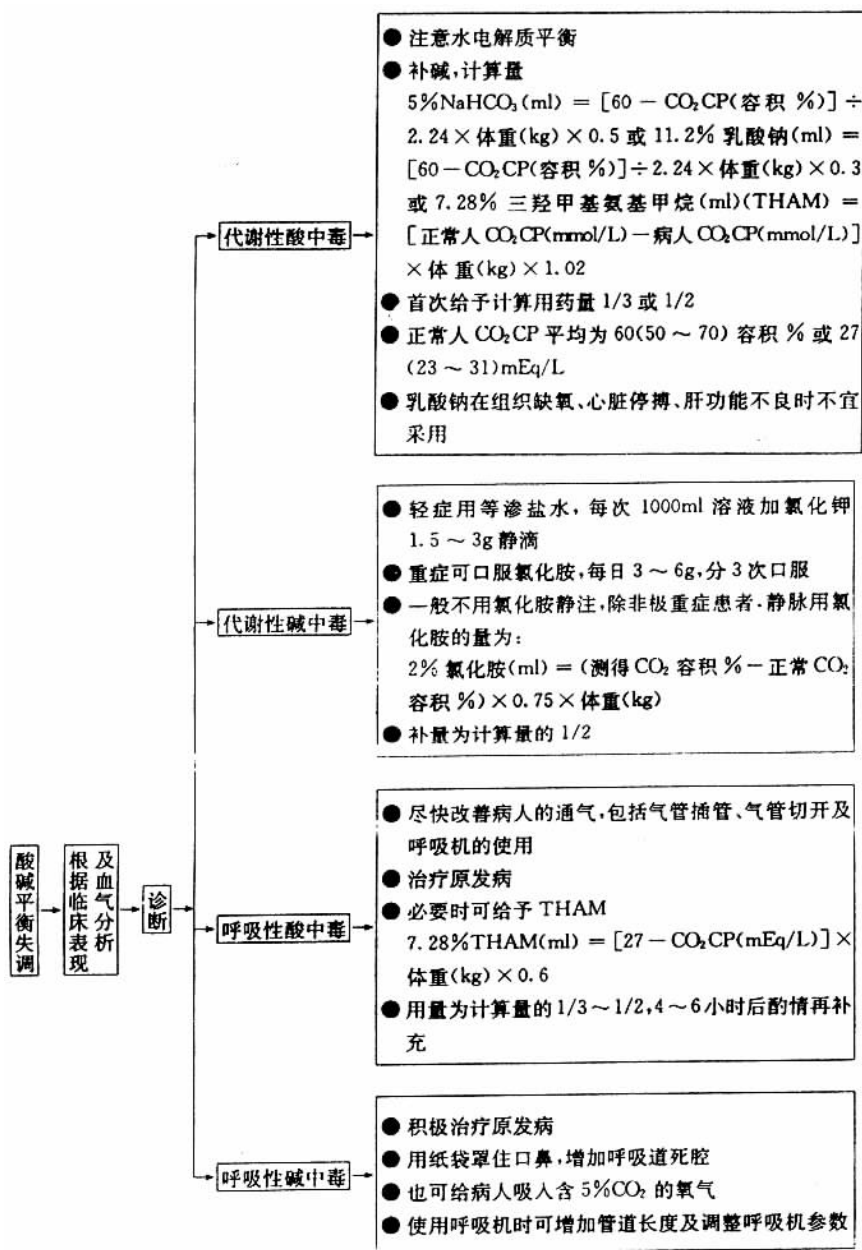 酸碱平衡失调
根据临床表现
及血气分析
诊断
代谢性酸中毒
● 注意水电解质平衡
● 补碱,计算量
5%NaHCO₃(ml) = [60 - CO₂CP(容积 %)] ÷
2.24 × 体重(kg) × 0.5 或 11.2% 乳酸钠(ml) =
[60-CO₂CP(容积 %)]÷2.24×体重(kg)×0.3
或 7.28% 三羟甲基氨基甲烷(ml)(THAM) =
[正常人CO₂CP(mmol/L)-病人CO₂CP(mmol/L)]
×体重(kg)×1.02
● 首次给予计算用药量 1/3 或 1/2
● 正常人 CO₂CP 平均为 60(50 ~ 70) 容积 % 或 27
(23 ~ 31)mEq/L
● 乳酸钠在组织缺氧、心脏停搏、肝功能不良时不宜
采用
代谢性碱中毒
● 轻症用等渗盐水, 每次 1000ml 溶液加氯化钾
1.5 ~ 3g 静滴
● 重症可口服氯化胺,每日 3 ~ 6g,分 3 次口服
● 一般不用氯化胺静注,除非极重症患者.静脉用氯
化胺的量为:
2% 氯化胺(ml) = (测得 CO₂ 容积 %-正常 CO₂
容积 %)×0.75×体重(kg)
● 补量为计算量的 1/2
呼吸性酸中毒
● 尽快改善病人的通气,包括气管插管、气管切开及
呼吸机的使用
● 治疗原发病
● 必要时可给予 THAM
7.28%THAM(ml) = [27-CO₂CP(mEq/L)]×
体重(kg)×0.6
● 用量为计算量的 1/3~1/2,4~6小时后酌情再补
充
呼吸性碱中毒
● 积极治疗原发病
● 用纸袋罩住口鼻,增加呼吸道死腔
● 也可给病人吸入含 5%CO₂ 的氧气
● 使用呼吸机时可增加管道长度及调整呼吸机参数